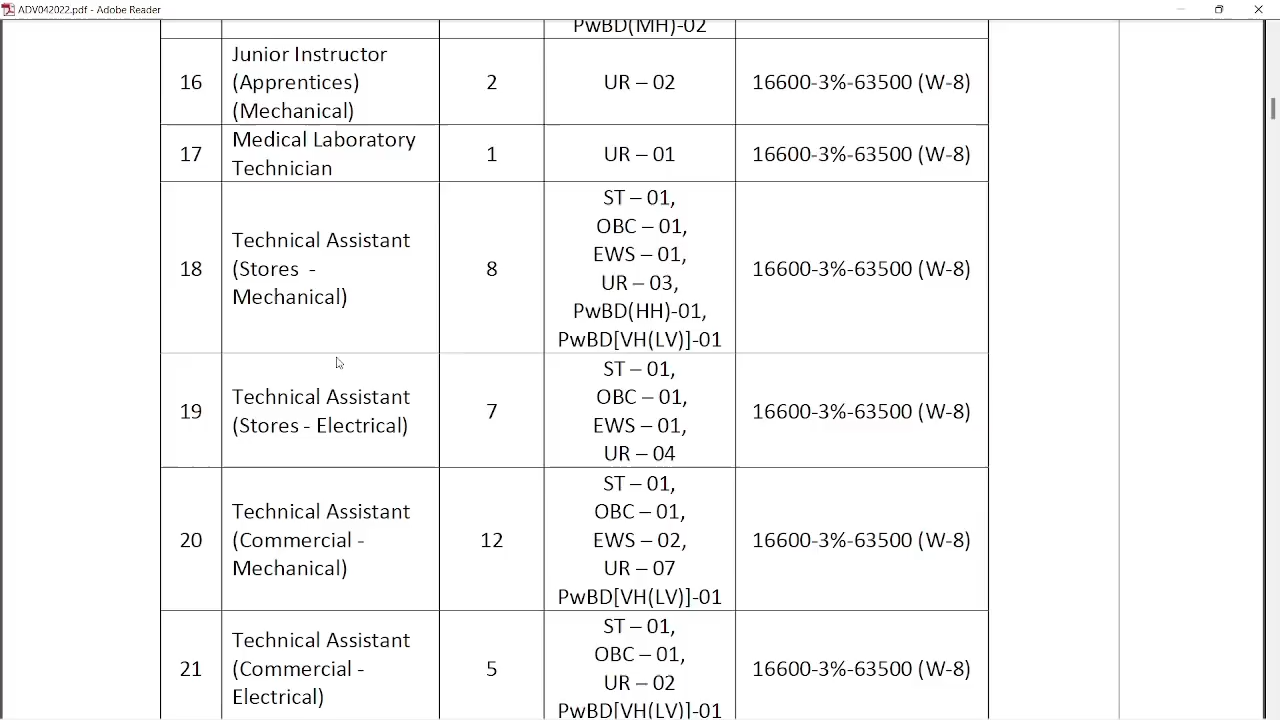 ADV042022.pdf - Adobe Reader
PwBD(MH)-02
16 Junior Instructor (Apprentices) (Mechanical) 2 UR – 02 16600-3%-63500 (W-8)
17 Medical Laboratory Technician 1 UR – 01 16600-3%-63500 (W-8)
18 Technical Assistant (Stores - Mechanical) 8 ST – 01, OBC – 01, EWS – 01, UR – 03, PwBD(HH)-01, PwBD[VH(LV)]-01 16600-3%-63500 (W-8)
19 Technical Assistant (Stores - Electrical) 7 ST – 01, OBC – 01, EWS – 01, UR – 04 16600-3%-63500 (W-8)
20 Technical Assistant (Commercial - Mechanical) 12 ST – 01, OBC – 01, EWS – 02, UR – 07 PwBD[VH(LV)]-01 16600-3%-63500 (W-8)
21 Technical Assistant (Commercial - Electrical) 5 ST – 01, OBC – 01, UR – 02 PwBD[VH(LV)]-01 16600-3%-63500 (W-8)